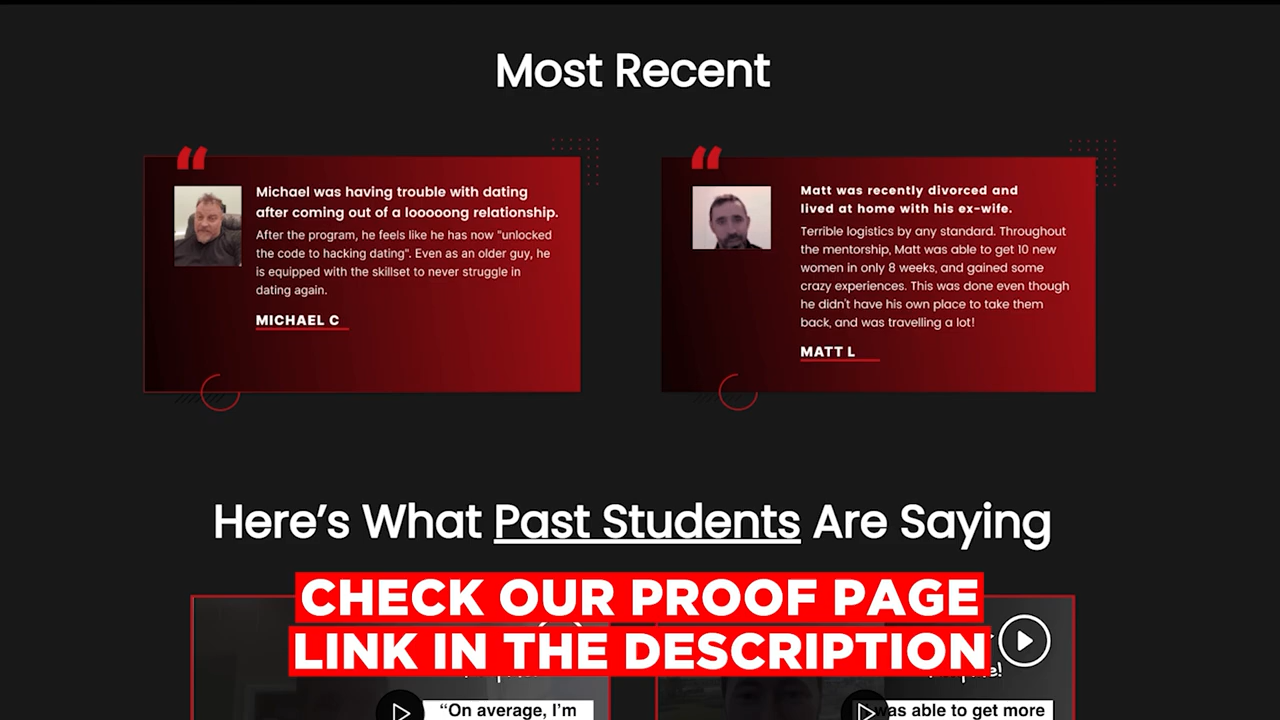 Most Recent
Michael was having trouble with dating
after coming out of a looooong relationship.
After the program, he feels like he has now "unlocked
the code to hacking dating". Even as an older guy, he
is equipped with the skillset to never struggle in
dating again.
MICHAEL C
Matt was recently divorced and
lived at home with his ex-wife.
Terrible logistics by any standard. Throughout
the mentorship, Matt was able to get 10 new
women in only 8 weeks, and gained some
crazy experiences. This was done even though
he didn't have his own place to take them
back, and was travelling a lot!
MATT L
Here's What Past Students Are Saying
CHECK OUR PROOF PAGE
LINK IN THE DESCRIPTION
“On average, I'm
was able to get more